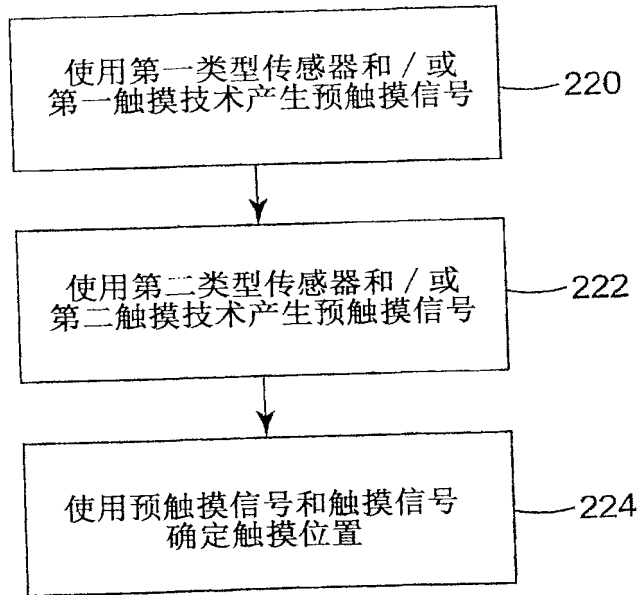 使用第一类型传感器和/或
第一触摸技术产生预触摸信号
220
使用第二类型传感器和/或
第二触摸技术产生预触摸信号
222
使用预触摸信号和触摸信号
确定触摸位置
224